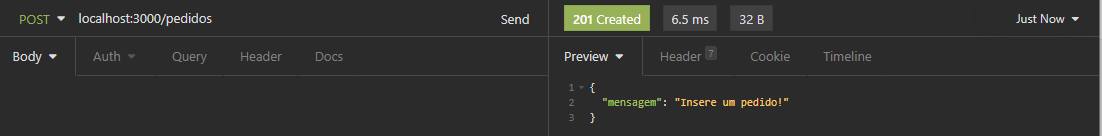 POST localhost:3000/pedidos Send 201 Created 6.5 ms 32 B Just Now
Body Auth Query Header Docs Preview Header 7 Cookie Timeline
1 {
2 "mensagem": "Insere um pedido!"
3 }